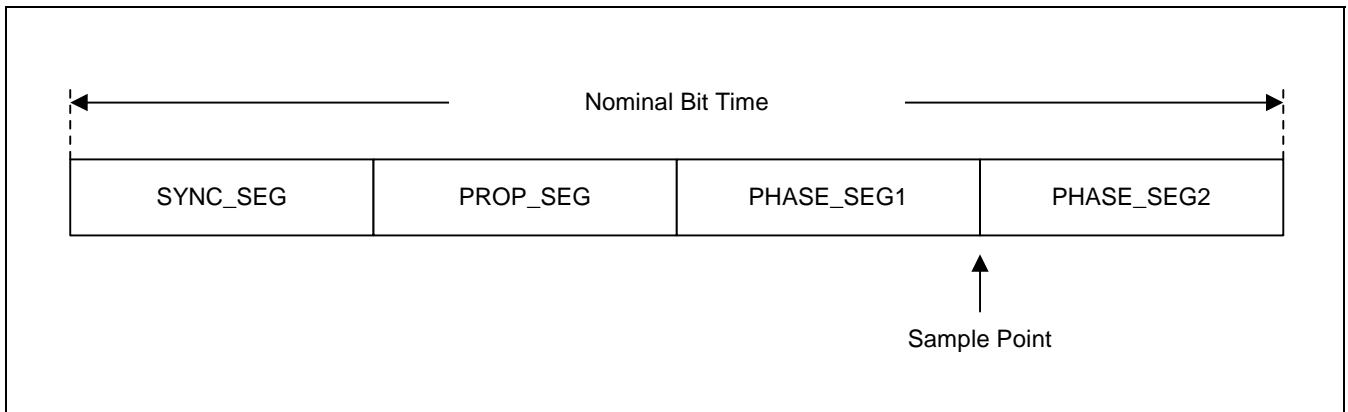 Nominal Bit Time
SYNC_SEG
PROP_SEG
PHASE_SEG1
PHASE_SEG2
Sample Point